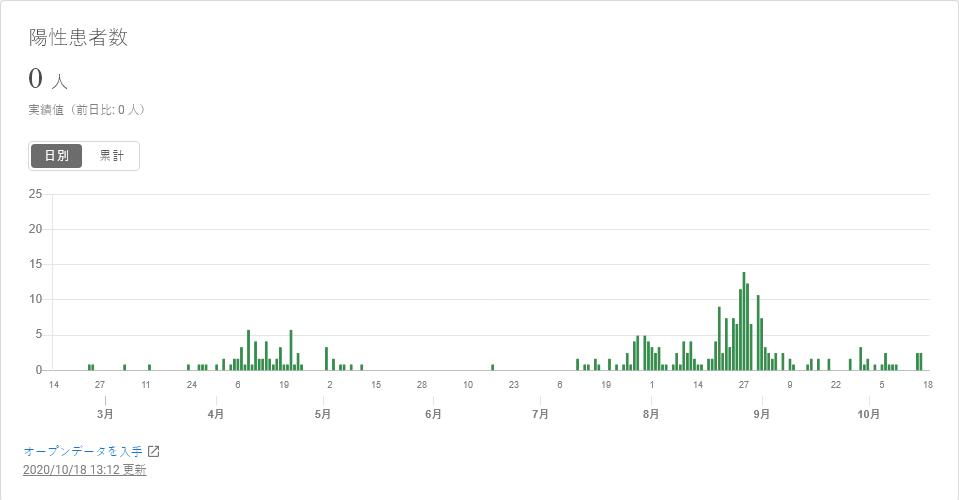 陽性患者数
0 人
実績値（前日比: 0 人）
日別 累計
25
20
15
10
5
0
14 27 11 24 6 19 2 15 28 10 23 6 19 1 14 27 9 22 5 18
3月 4月 5月 6月 7月 8月 9月 10月
オープンデータを入手
2020/10/18 13:12 更新